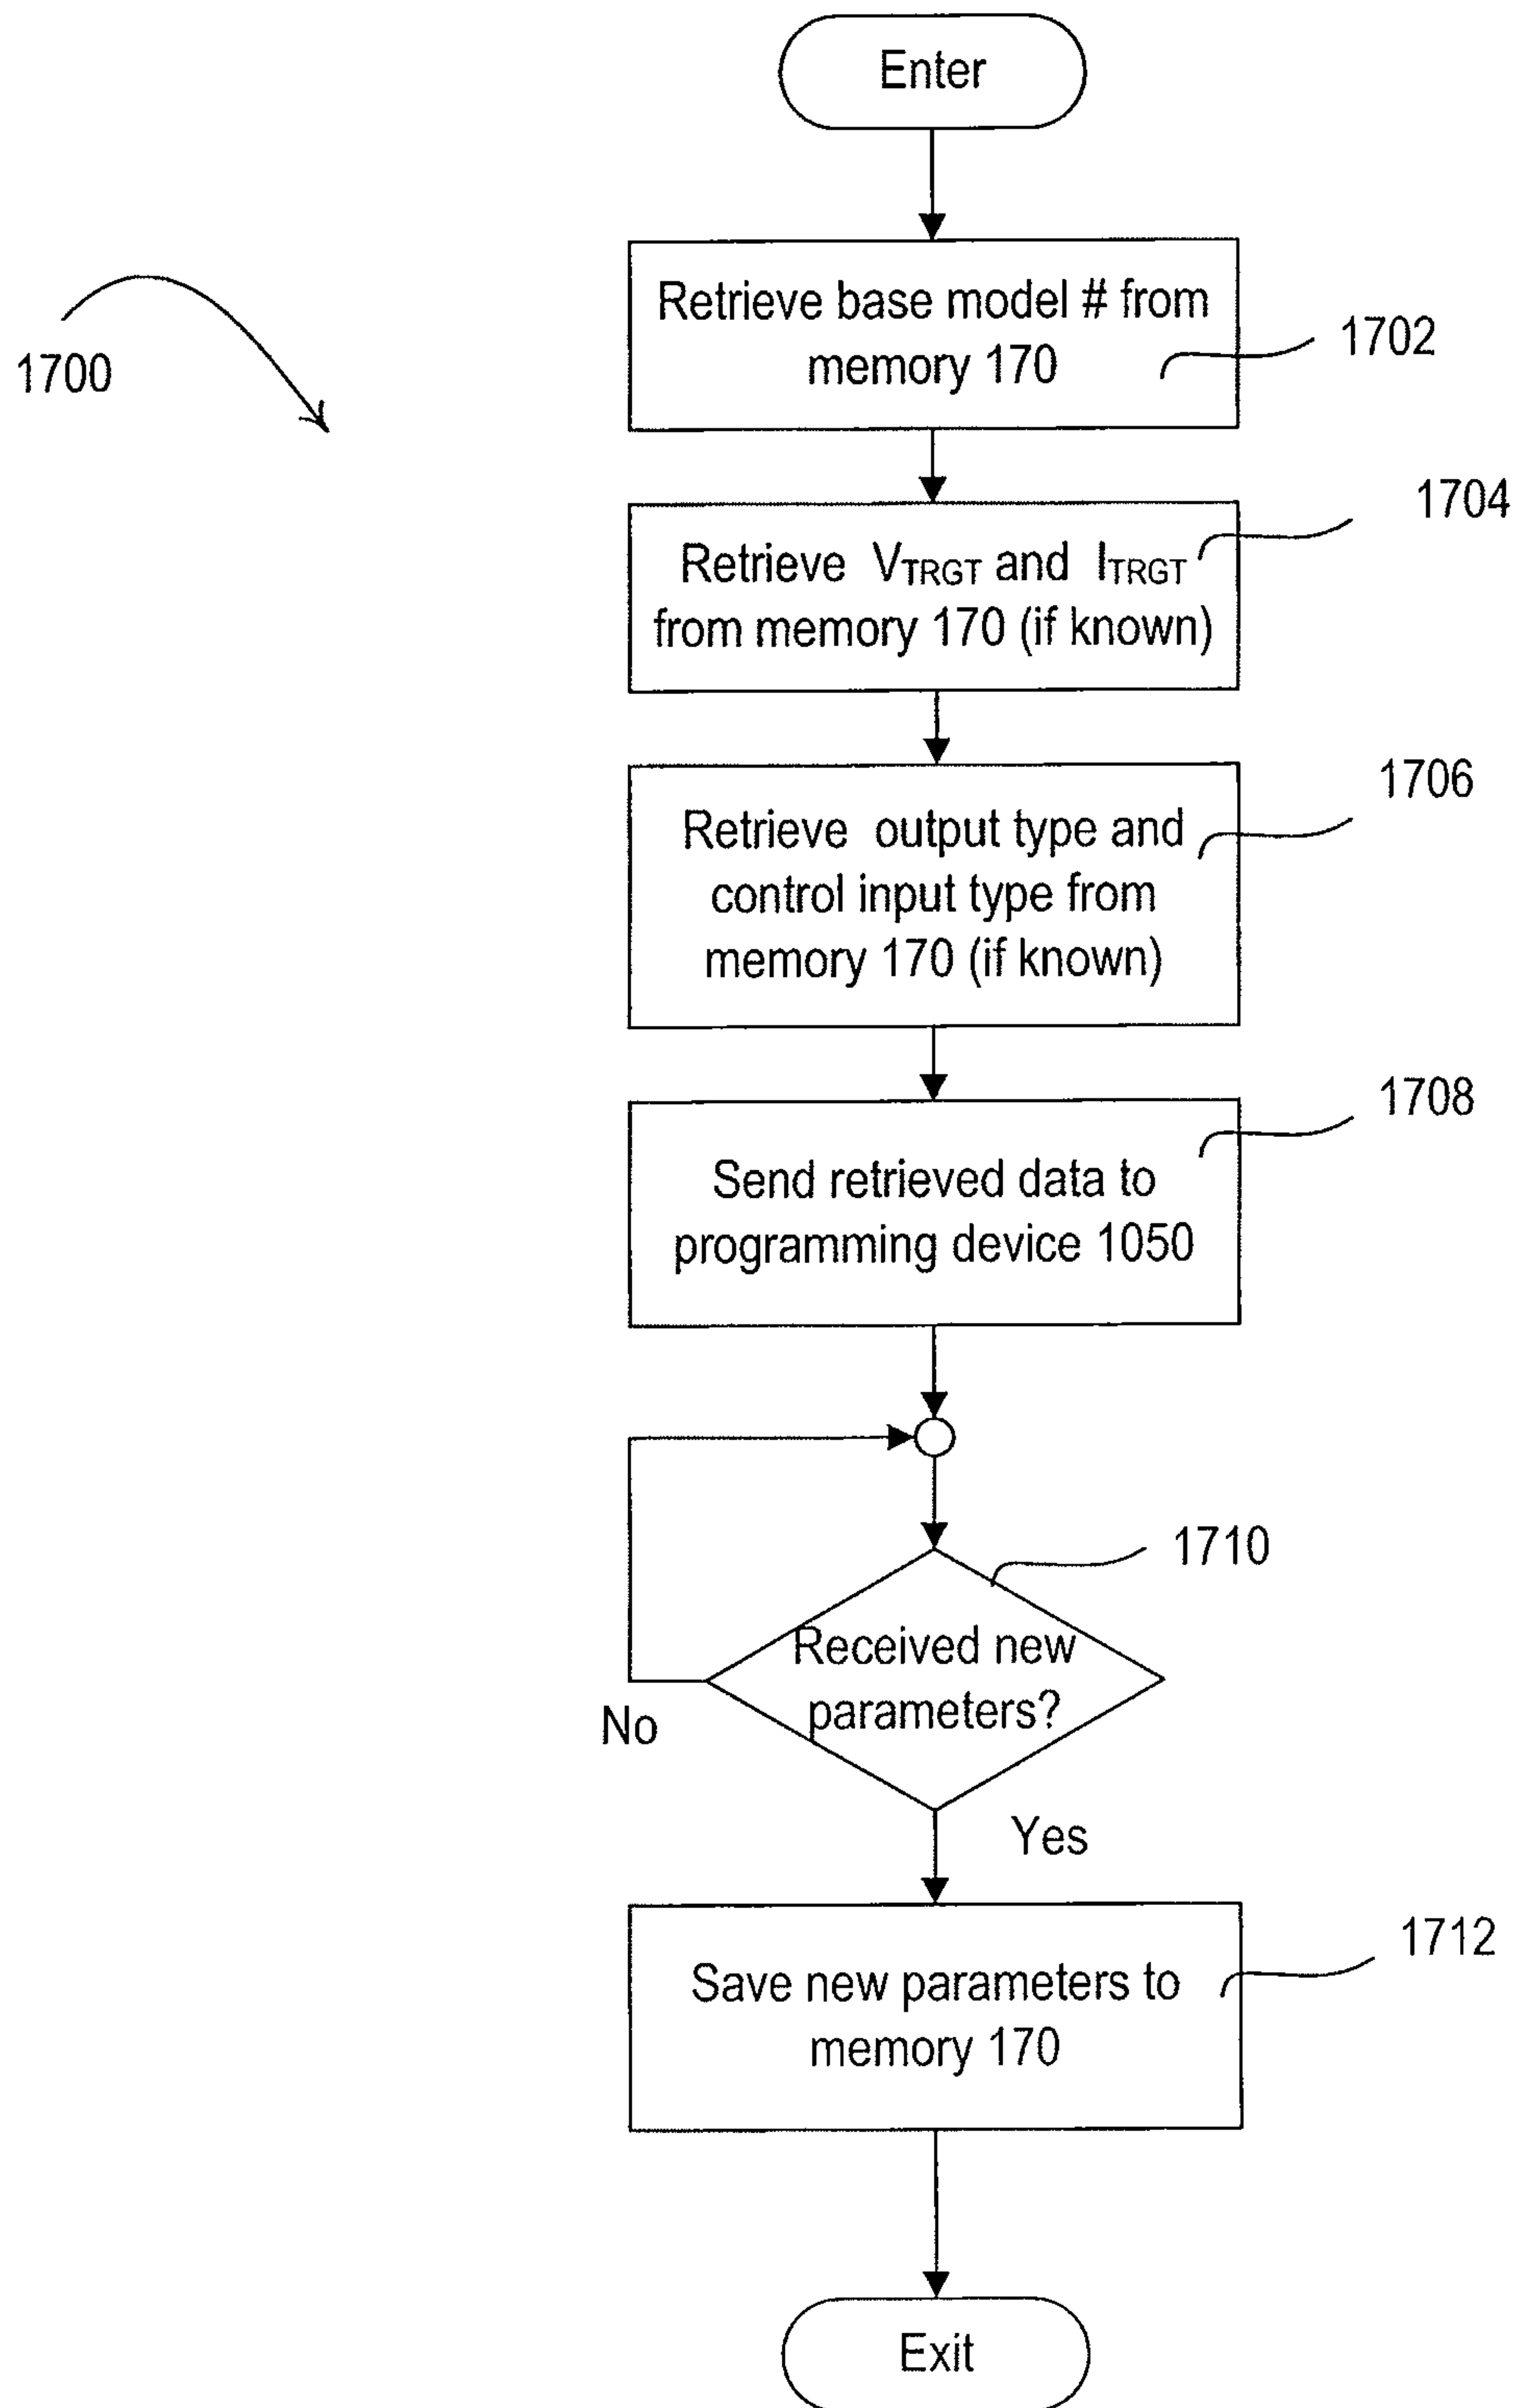 Enter
Retrieve base model # from
memory 170
1702
1700
1704
Retrieve VTRGT and ITRGT
from memory 170 (if known)
1706
Retrieve output type and
control input type from
memory 170 (if known)
1708
Send retrieved data to
programming device 1050
1710
Received new
parameters?
No
Yes
1712
Save new parameters to
memory 170
Exit